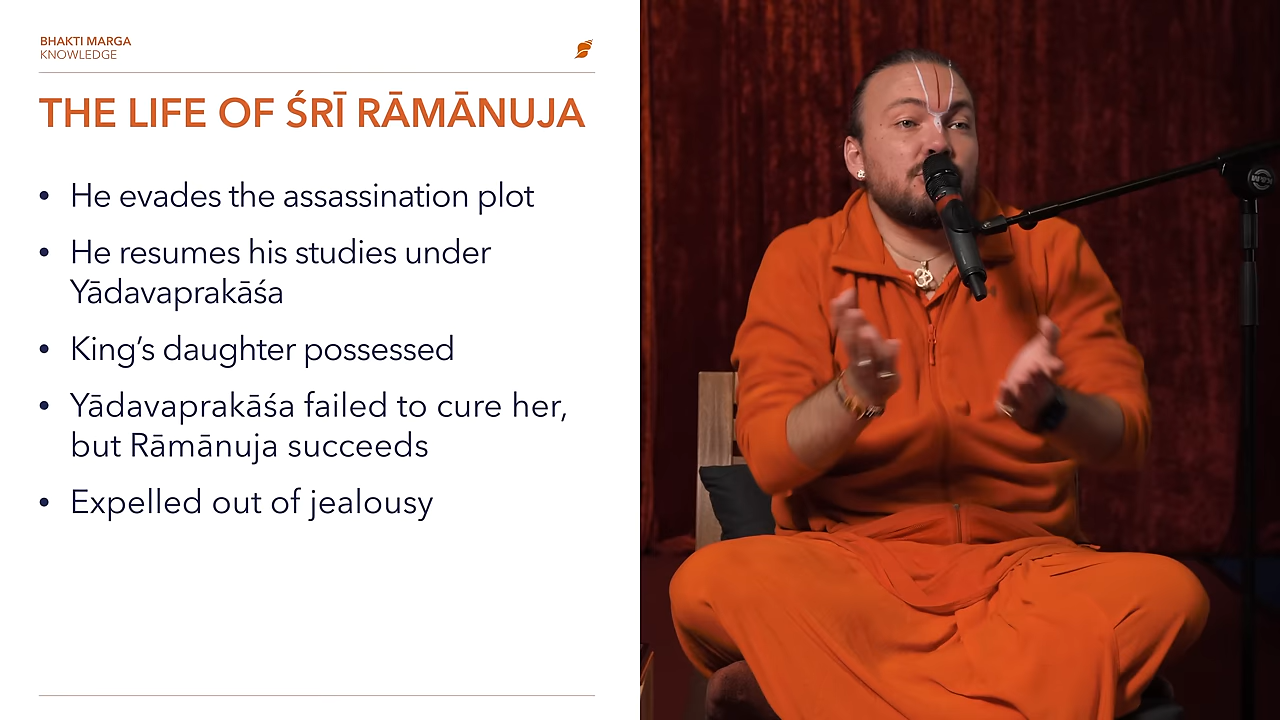 BHAKTI MARGA
KNOWLEDGE
THE LIFE OF ŚRĪ RĀMĀNUJA
• He evades the assassination plot
• He resumes his studies under
Yādavaprakāśa
• King’s daughter possessed
• Yādavaprakāśa failed to cure her,
but Rāmānuja succeeds
• Expelled out of jealousy
K&M